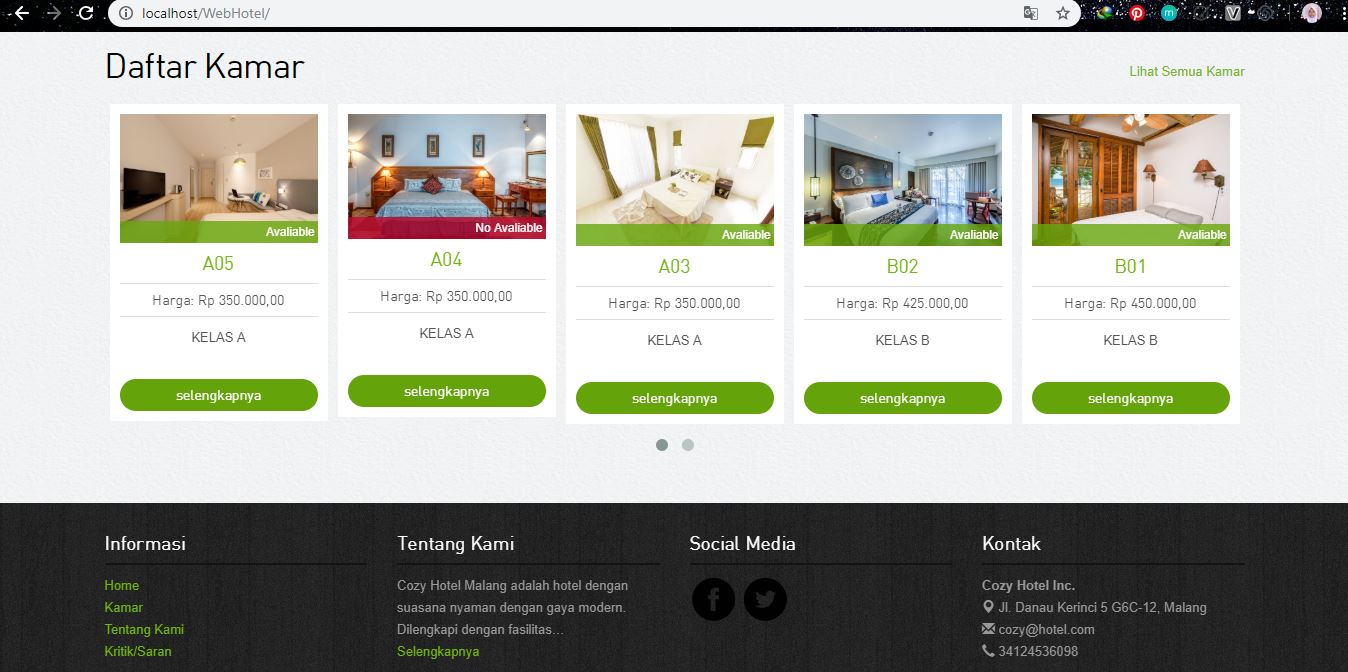 localhost/WebHotel/
Daftar Kamar
Lihat Semua Kamar
Avaliable
A05
Harga: Rp 350.000,00
KELAS A
selengkapnya
No Avaliable
A04
Harga: Rp 350.000,00
KELAS A
selengkapnya
Avaliable
A03
Harga: Rp 350.000,00
KELAS A
selengkapnya
Avaliable
B02
Harga: Rp 425.000,00
KELAS B
selengkapnya
Avaliable
B01
Harga: Rp 450.000,00
KELAS B
selengkapnya
Informasi
Home
Kamar
Tentang Kami
Kritik/Saran
Tentang Kami
Cozy Hotel Malang adalah hotel dengan
suasana nyaman dengan gaya modern.
Dilengkapi dengan fasilitas...
Selengkapnya
Social Media
Kontak
Cozy Hotel Inc.
Jl. Danau Kerinci 5 G6C-12, Malang
cozy@hotel.com
34124536098